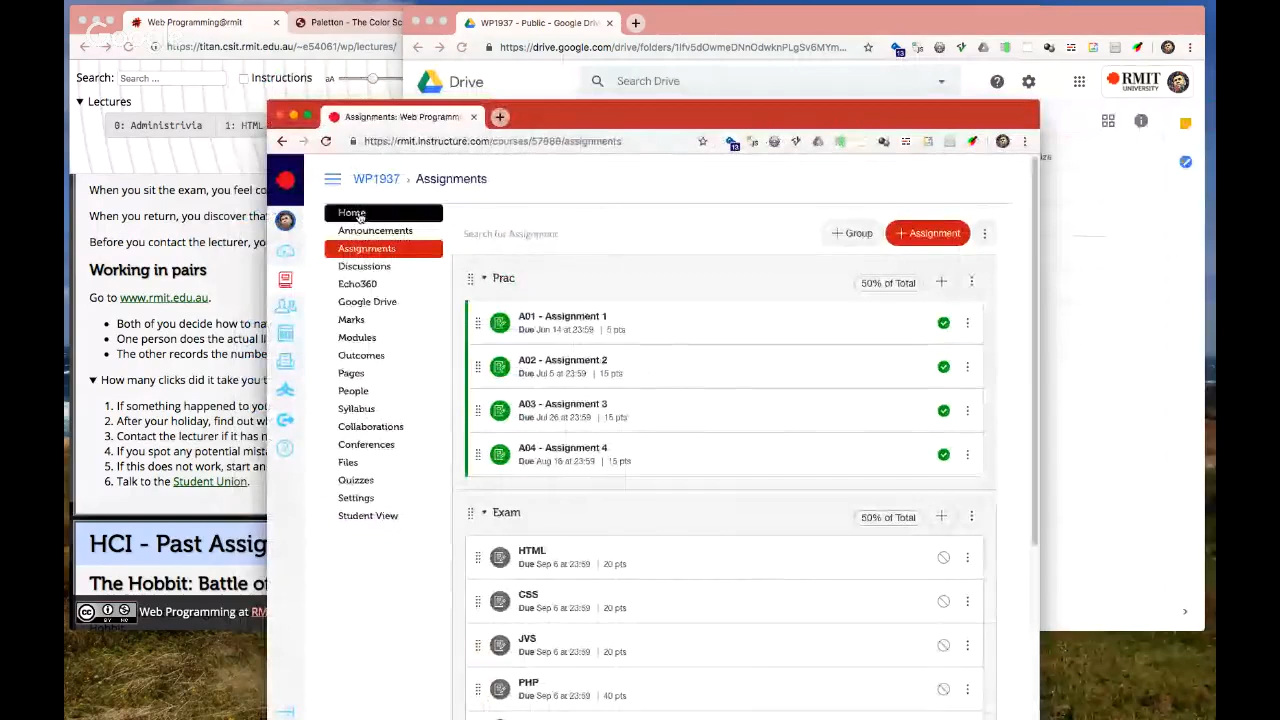 Google
Web Programming@rmit
Paletton - The Color Sc
https://titan.csit.rmit.edu.au/~e54061/wp/lectures/
Search:
Search ...
Instructions
aA
Lectures
0: Administrivia
1: HTML
When you sit the exam, you feel co
When you return, you discover tha
Before you contact the lecturer, yo
Working in pairs
Go to www.rmit.edu.au.
Both of you decide how to na
One person does the actual li
The other records the numbe
How many clicks did it take you t
1. If something happened to you
2. After your holiday, find out w
3. Contact the lecturer if it has n
4. If you spot any potential mist
5. If this does not work, start an
6. Talk to the Student Union.
HCI - Past Assig
The Hobbit: Battle of
Web Programming at RM
WP1937 - Public - Google Driv
Drive
Search Drive
RMIT
UNIVERSITY
Assignments: Web Programm
https://rmit.instructure.com/courses/57986/assignments
WP1937 › Assignments
Home
Announcements
Assignments
Discussions
Echo360
Google Drive
Marks
Modules
Outcomes
Pages
People
Syllabus
Collaborations
Conferences
Files
Quizzes
Settings
Student View
Search for Assignment
+ Group
+ Assignment
Prac
50% of Total
A01 - Assignment 1
Due Jun 14 at 23:59 | 5 pts
A02 - Assignment 2
Due Jul 5 at 23:59 | 15 pts
A03 - Assignment 3
Due Jul 26 at 23:59 | 15 pts
A04 - Assignment 4
Due Aug 16 at 23:59 | 15 pts
Exam
50% of Total
HTML
Due Sep 6 at 23:59 | 20 pts
CSS
Due Sep 6 at 23:59 | 20 pts
JVS
Due Sep 6 at 23:59 | 20 pts
PHP
Due Sep 6 at 23:59 | 40 pts